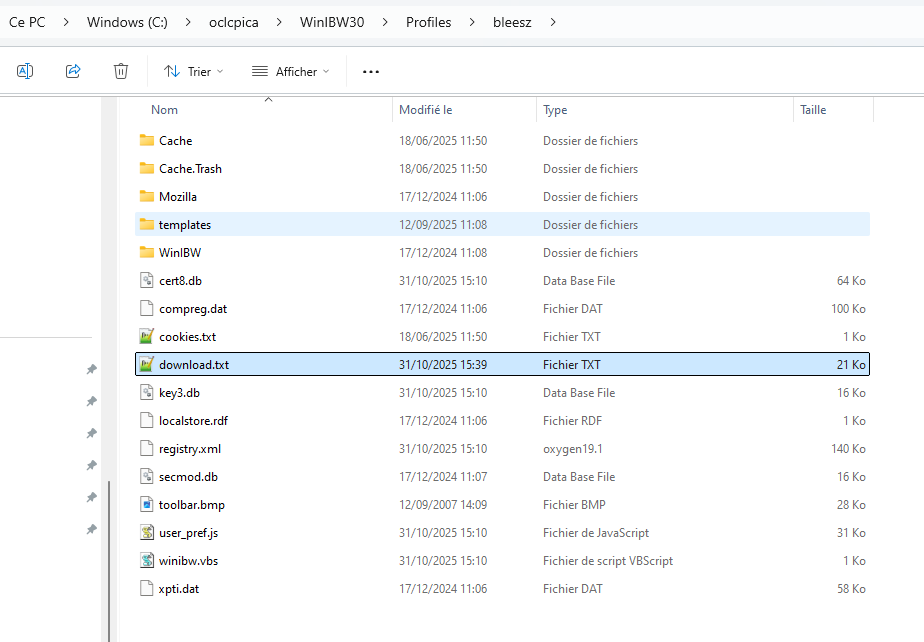 Ce PC > Windows (C:) > oclcpica > WinIBW30 > Profiles > bleesz >
Trier Afficher ...
Nom Modifié le Type Taille
Cache 18/06/2025 11:50 Dossier de fichiers
Cache.Trash 18/06/2025 11:50 Dossier de fichiers
Mozilla 17/12/2024 11:06 Dossier de fichiers
templates 12/09/2025 11:08 Dossier de fichiers
WinIBW 17/12/2024 11:08 Dossier de fichiers
cert8.db 31/10/2025 15:10 Data Base File 64 Ko
compreg.dat 17/12/2024 11:06 Fichier DAT 100 Ko
cookies.txt 18/06/2025 11:50 Fichier TXT 1 Ko
download.txt 31/10/2025 15:39 Fichier TXT 21 Ko
key3.db 31/10/2025 15:10 Data Base File 16 Ko
localstore.rdf 17/12/2024 11:06 Fichier RDF 1 Ko
registry.xml 31/10/2025 15:10 oxygen19.1 140 Ko
secmod.db 17/12/2024 11:07 Data Base File 16 Ko
toolbar.bmp 12/09/2007 14:09 Fichier BMP 28 Ko
user_pref.js 31/10/2025 15:10 Fichier de JavaScript 31 Ko
winibw.vbs 31/10/2025 15:10 Fichier de script VBScript 1 Ko
xpti.dat 17/12/2024 11:06 Fichier DAT 58 Ko